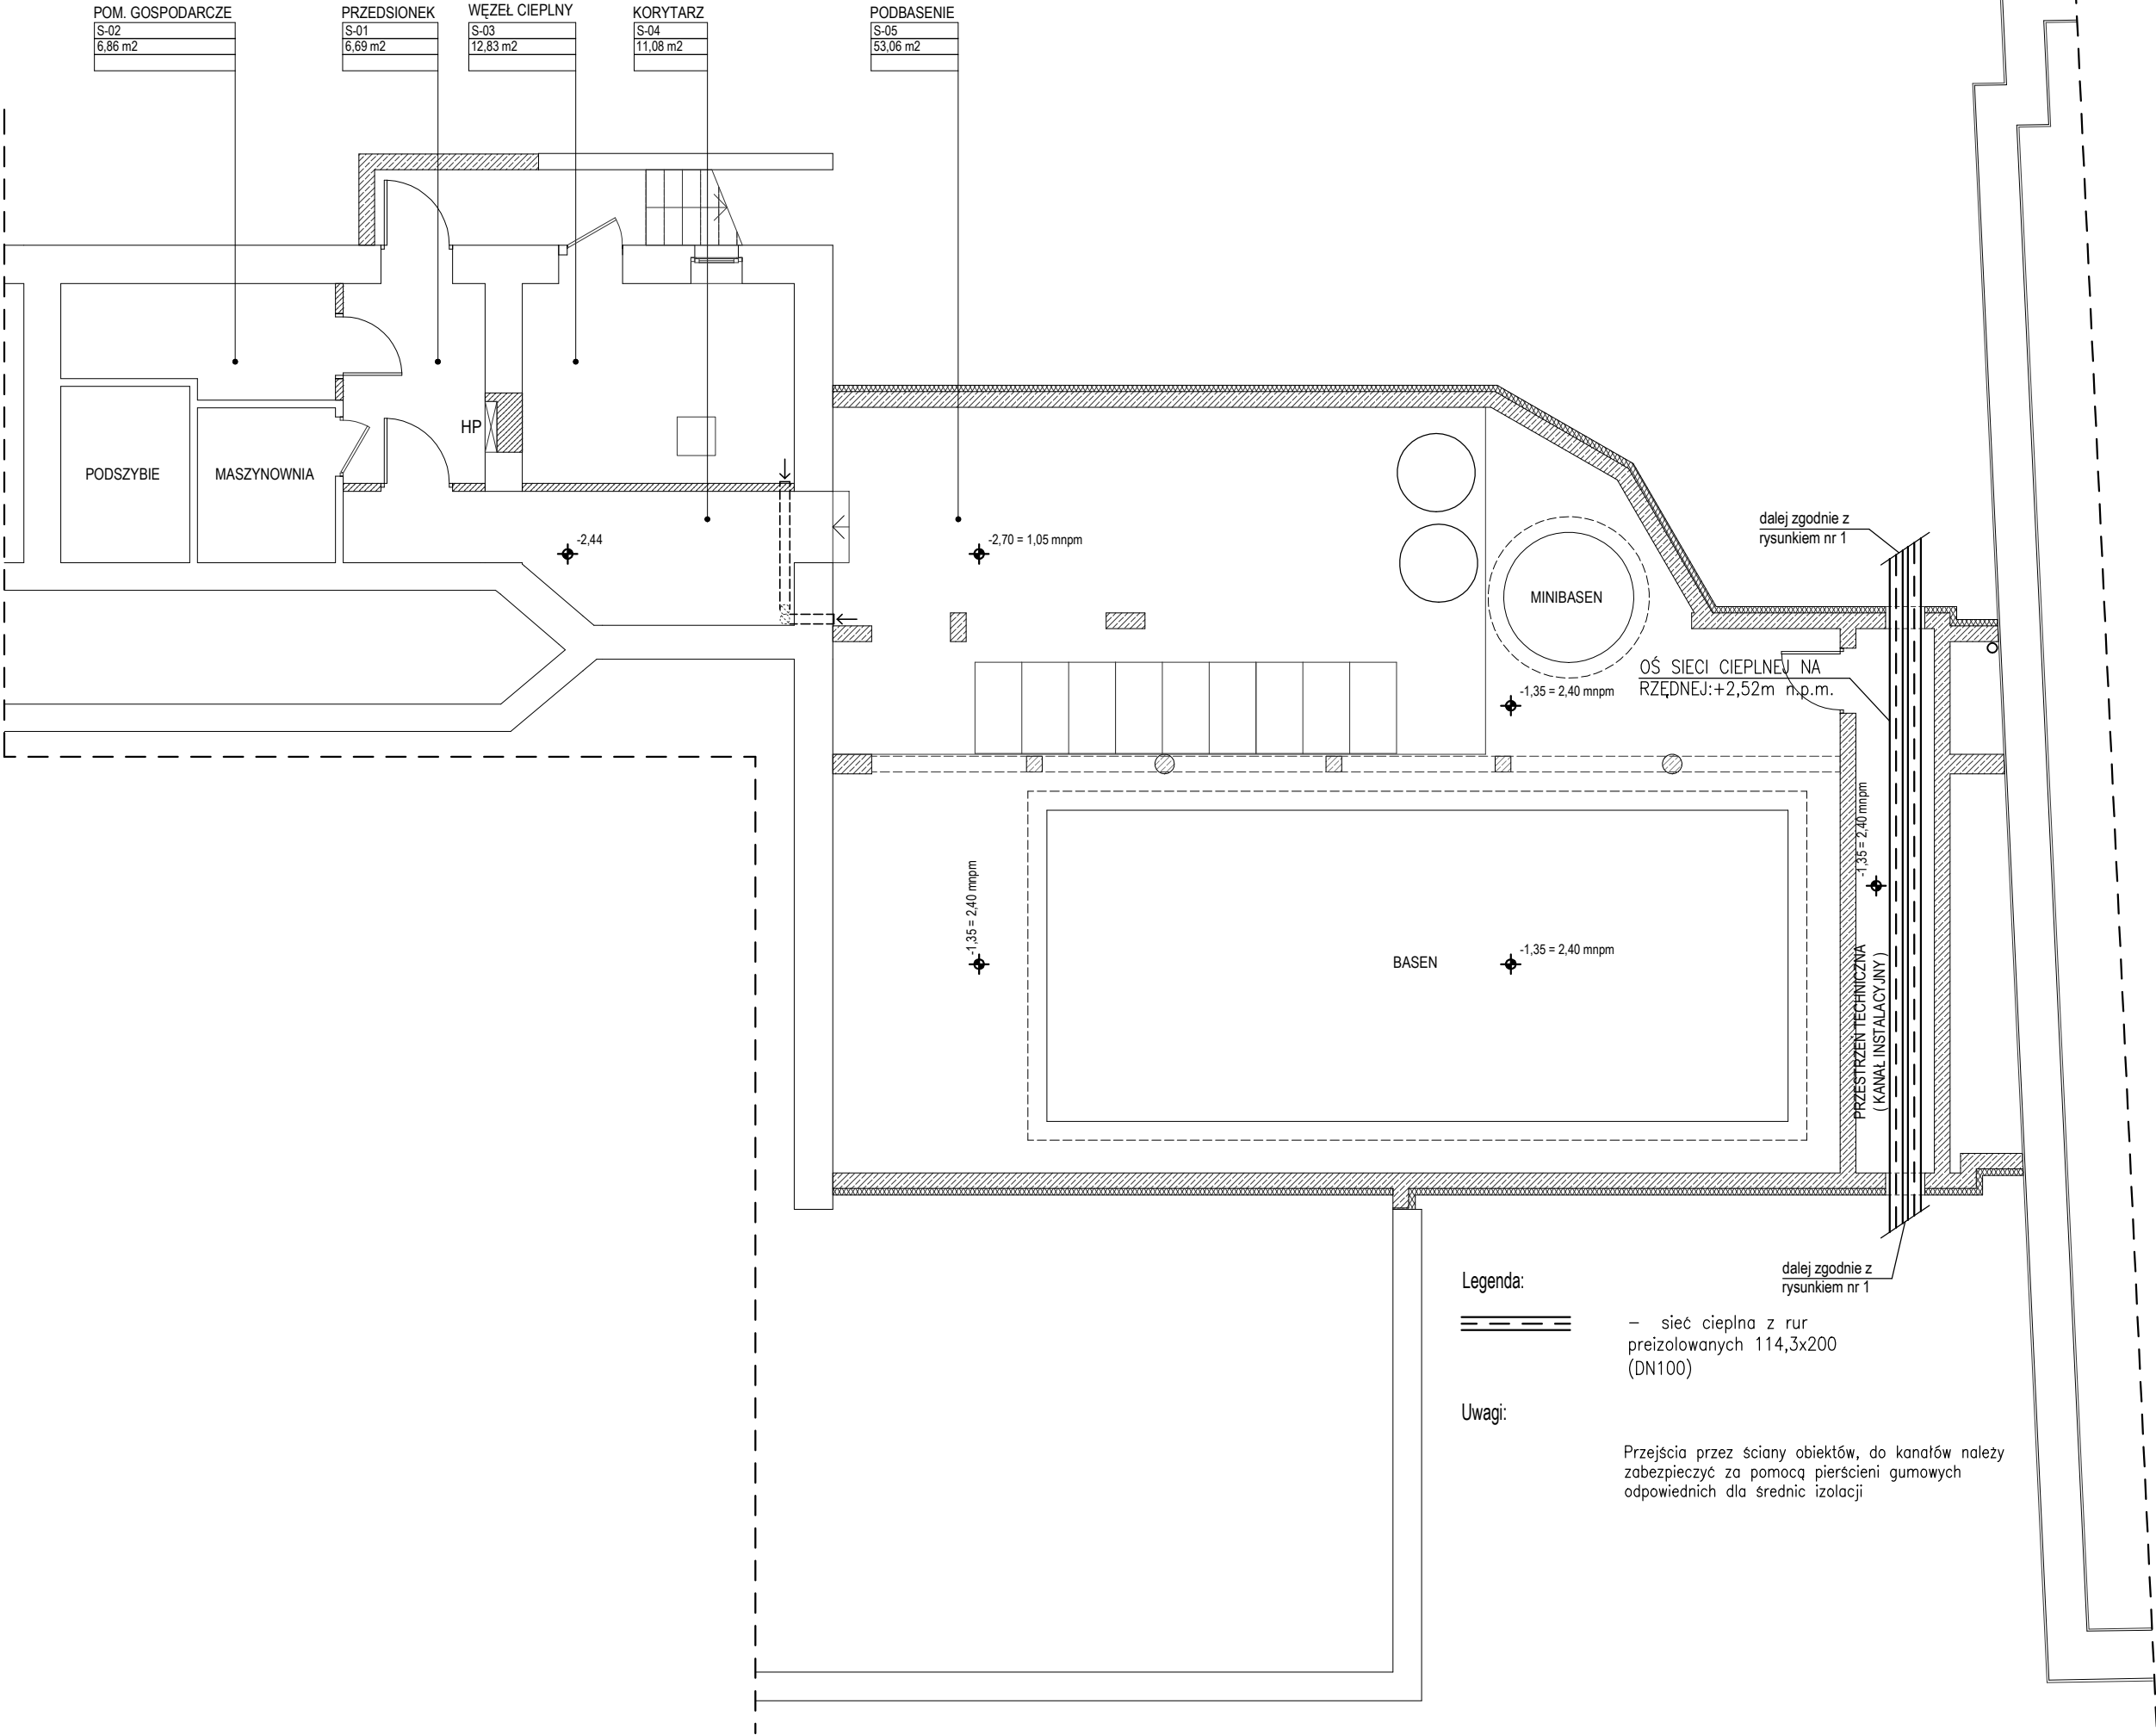 POM. GOSPODARCZE
S-02
6,86 m2
PRZEDSIONEK
S-01
6,69 m2
WĘZEŁ CIEPLNY
S-03
12,83 m2
KORYTARZ
S-04
11,08 m2
PODBASENIE
S-05
53,06 m2
HP
PODSZYBIE
MASZYNOWNIA
-2,44
-2,70 = 1,05 mnpm
dalej zgodnie z
rysunkiem nr 1
MINIBASEN
OŚ SIECI CIEPLNEJ NA
RZĘDNEJ:+2,52m n.p.m.
-1,35 = 2,40 mnpm
-1,35 = 2,40 mnpm
-1,35 = 2,40 mnpm
BASEN
-1,35 = 2,40 mnpm
PRZESTRZEŃ TECHNICZNA
( KANAŁ INSTALACYJNY )
dalej zgodnie z
rysunkiem nr 1
Legenda:
– sieć cieplna z rur
preizolowanych 114,3x200
(DN100)
Uwagi:
Przejścia przez ściany obiektów, do kanałów należy
zabezpieczyć za pomocą pierścieni gumowych
odpowiednich dla średnic izolacji